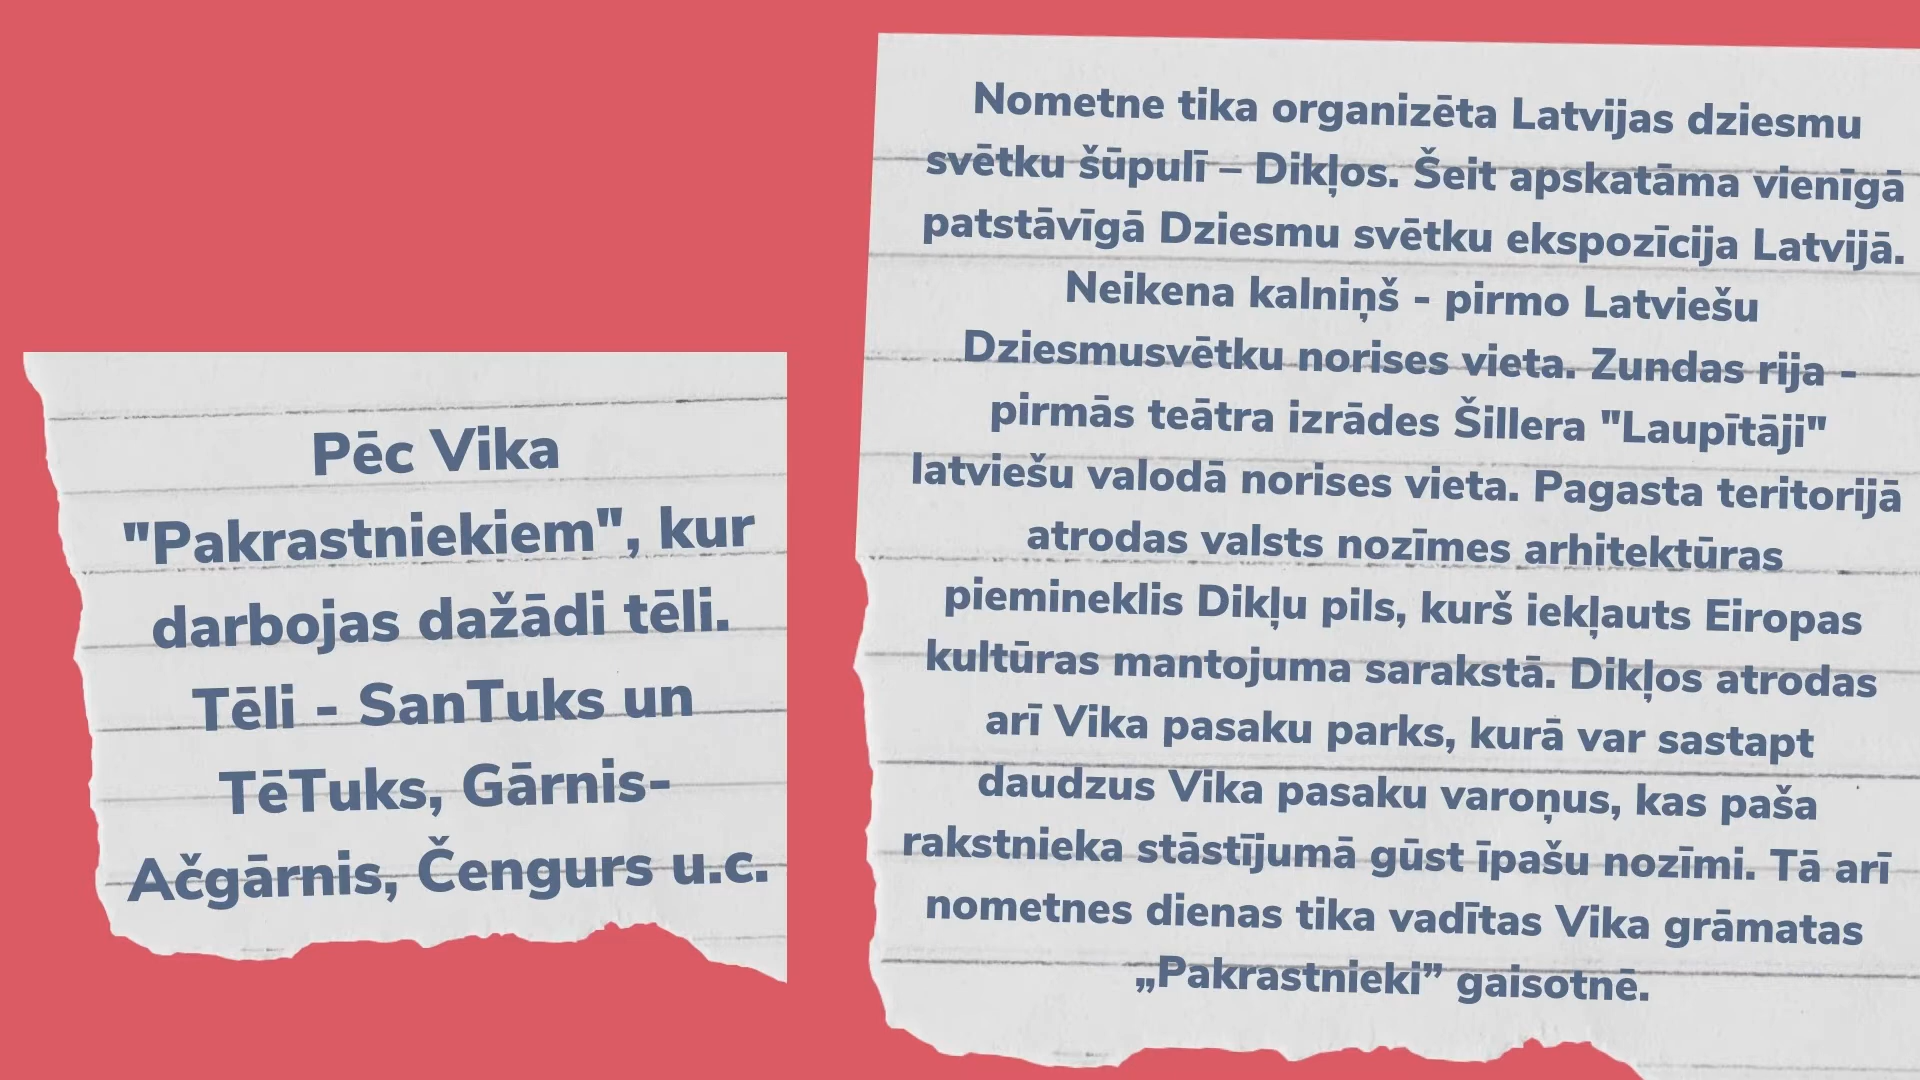 Pēc Vika
"Pakrastniekiem", kur
darbojas dažādi tēli.
Tēli - SanTuks un
TēTuks, Gārnis-
Ačgārnis, Čengurs u.c.
Nometne tika organizēta Latvijas dziesmu
svētku šūpulī – Dikļos. Šeit apskatāma vienīgā
patstāvīgā Dziesmu svētku ekspozīcija Latvijā.
Neikena kalniņš - pirmo Latviešu
Dziesmusvētku norises vieta. Zundas rija -
pirmās teātra izrādes Šillera "Laupītāji"
latviešu valodā norises vieta. Pagasta teritorijā
atrodas valsts nozīmes arhitektūras
piemineklis Dikļu pils, kurš iekļauts Eiropas
kultūras mantojuma sarakstā. Dikļos atrodas
arī Vika pasaku parks, kurā var sastapt
daudzus Vika pasaku varoņus, kas paša
rakstnieka stāstījumā gūst īpašu nozīmi. Tā arī
nometnes dienas tika vadītas Vika grāmatas
„Pakrastnieki” gaisotnē.